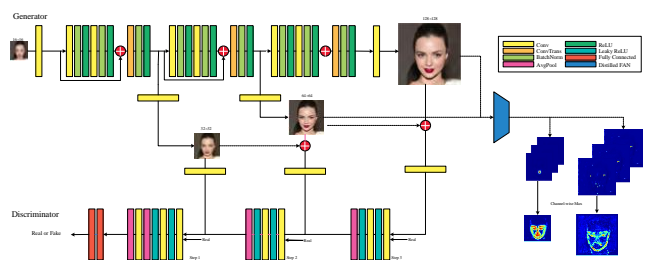 Generator
16×16
128×128
Conv
ConvTrans
BatchNorm
AvgPool
ReLU
Leaky ReLU
Fully Connected
Distilled FAN
64×64
32×32
Channel-wise Max
Discriminator
Real or Fake
Real
Real
Real
Step 1
Step 2
Step 3